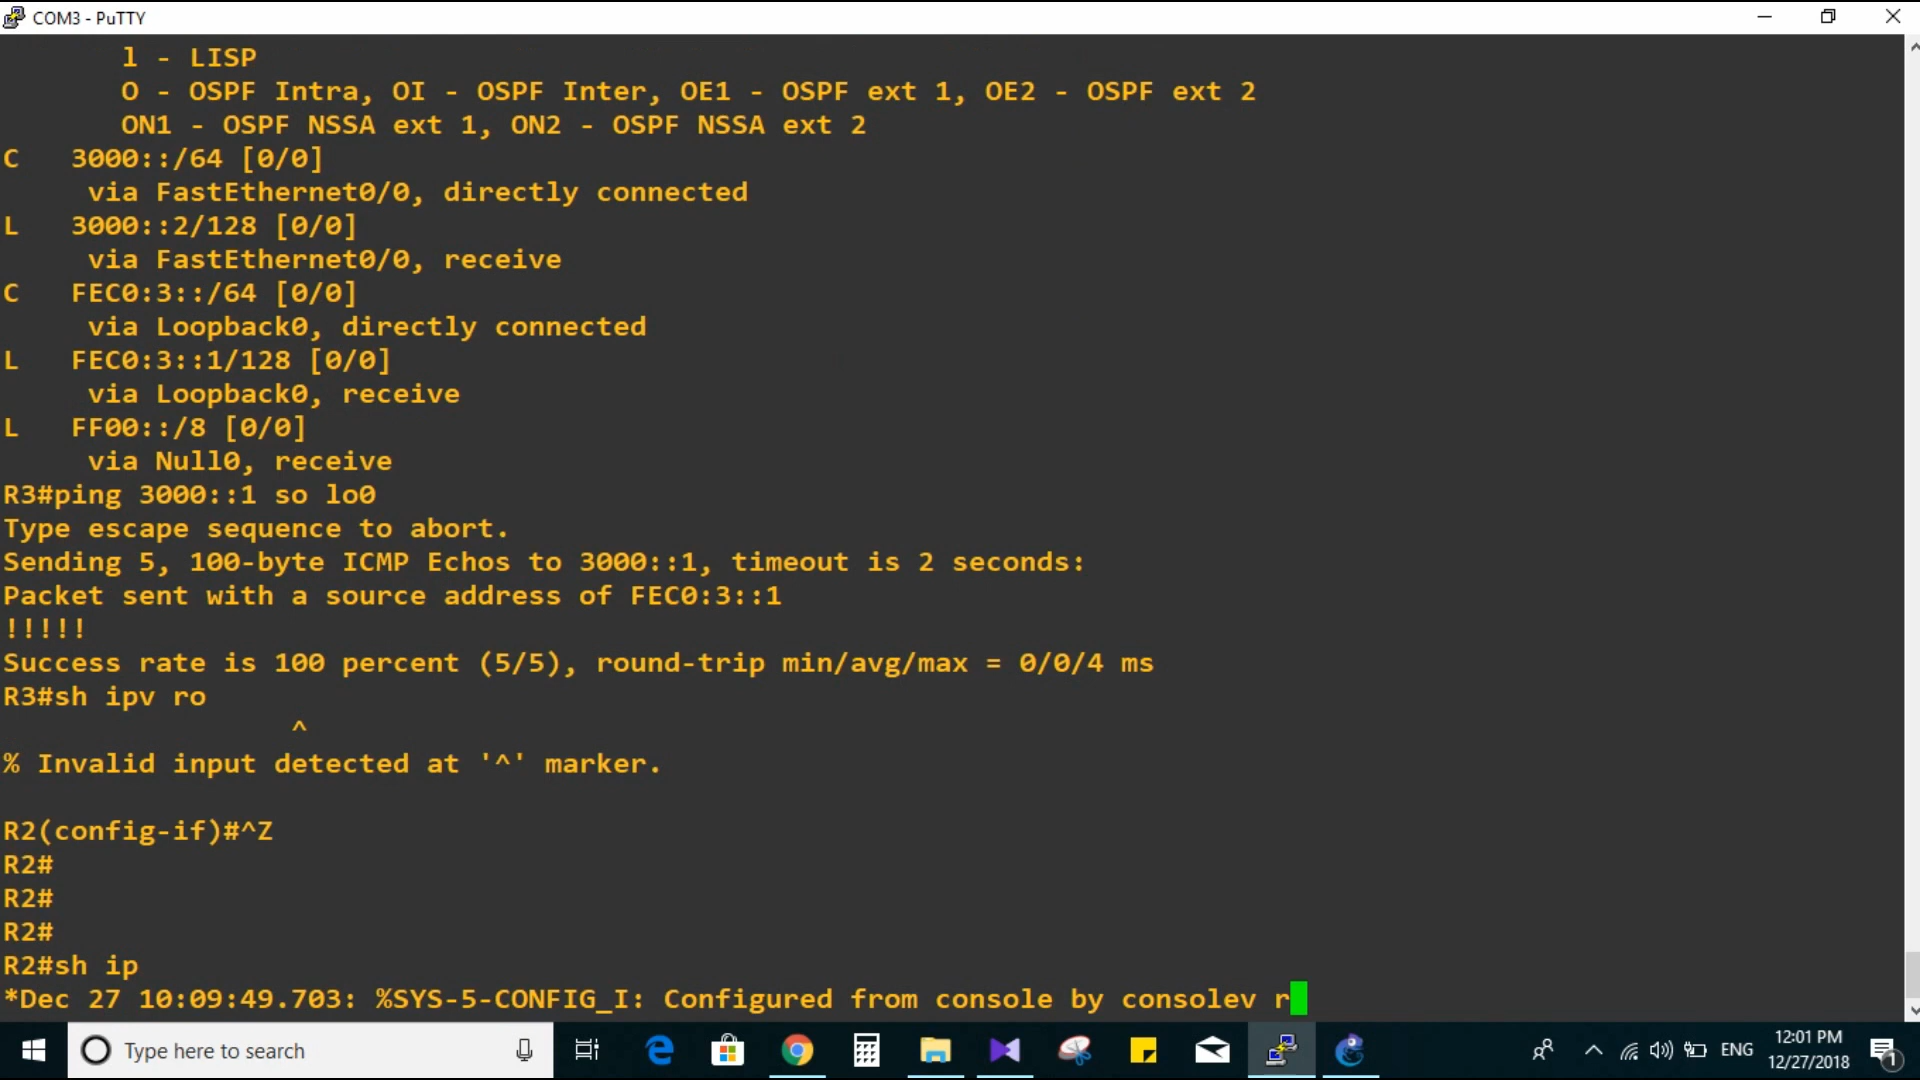 COM3 - PuTTY
l - LISP
O - OSPF Intra, OI - OSPF Inter, OE1 - OSPF ext 1, OE2 - OSPF ext 2
ON1 - OSPF NSSA ext 1, ON2 - OSPF NSSA ext 2
C   3000::/64 [0/0]
     via FastEthernet0/0, directly connected
L   3000::2/128 [0/0]
     via FastEthernet0/0, receive
C   FEC0:3::/64 [0/0]
     via Loopback0, directly connected
L   FEC0:3::1/128 [0/0]
     via Loopback0, receive
L   FF00::/8 [0/0]
     via Null0, receive
R3#ping 3000::1 so lo0
Type escape sequence to abort.
Sending 5, 100-byte ICMP Echos to 3000::1, timeout is 2 seconds:
Packet sent with a source address of FEC0:3::1
!!!!!
Success rate is 100 percent (5/5), round-trip min/avg/max = 0/0/4 ms
R3#sh ipv ro
^
% Invalid input detected at '^' marker.
R2(config-if)#^Z
R2#
R2#
R2#
R2#sh ip
*Dec 27 10:09:49.703: %SYS-5-CONFIG_I: Configured from console by consolev r
Type here to search
ENG
12:01 PM
12/27/2018
1